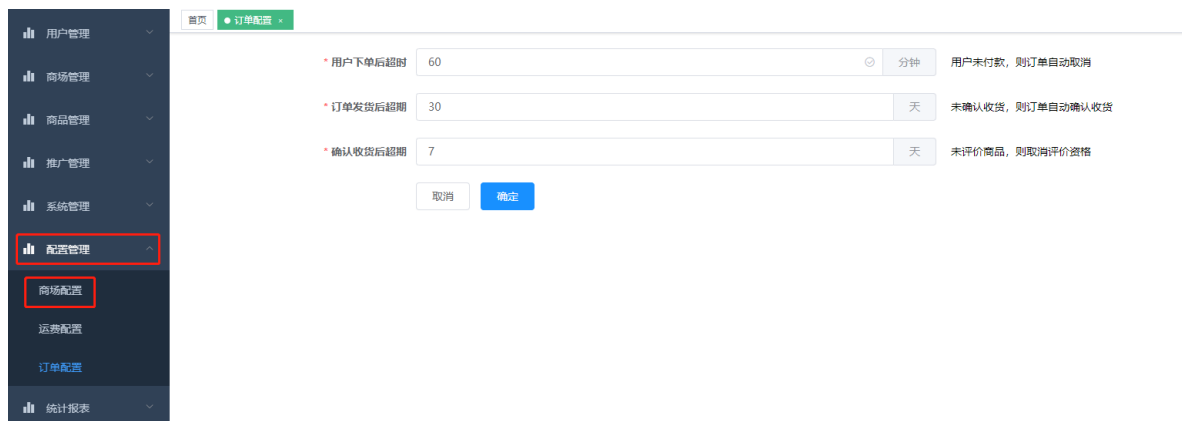 用户管理
商场管理
商品管理
推广管理
系统管理
配置管理
商场配置
运费配置
订单配置
统计报表
首页 订单配置 ×
* 用户下单后超时 60 分钟 用户未付款，则订单自动取消
* 订单发货后超期 30 天 未确认收货，则订单自动确认收货
* 确认收货后超期 7 天 未评价商品，则取消评价资格
取消 确定